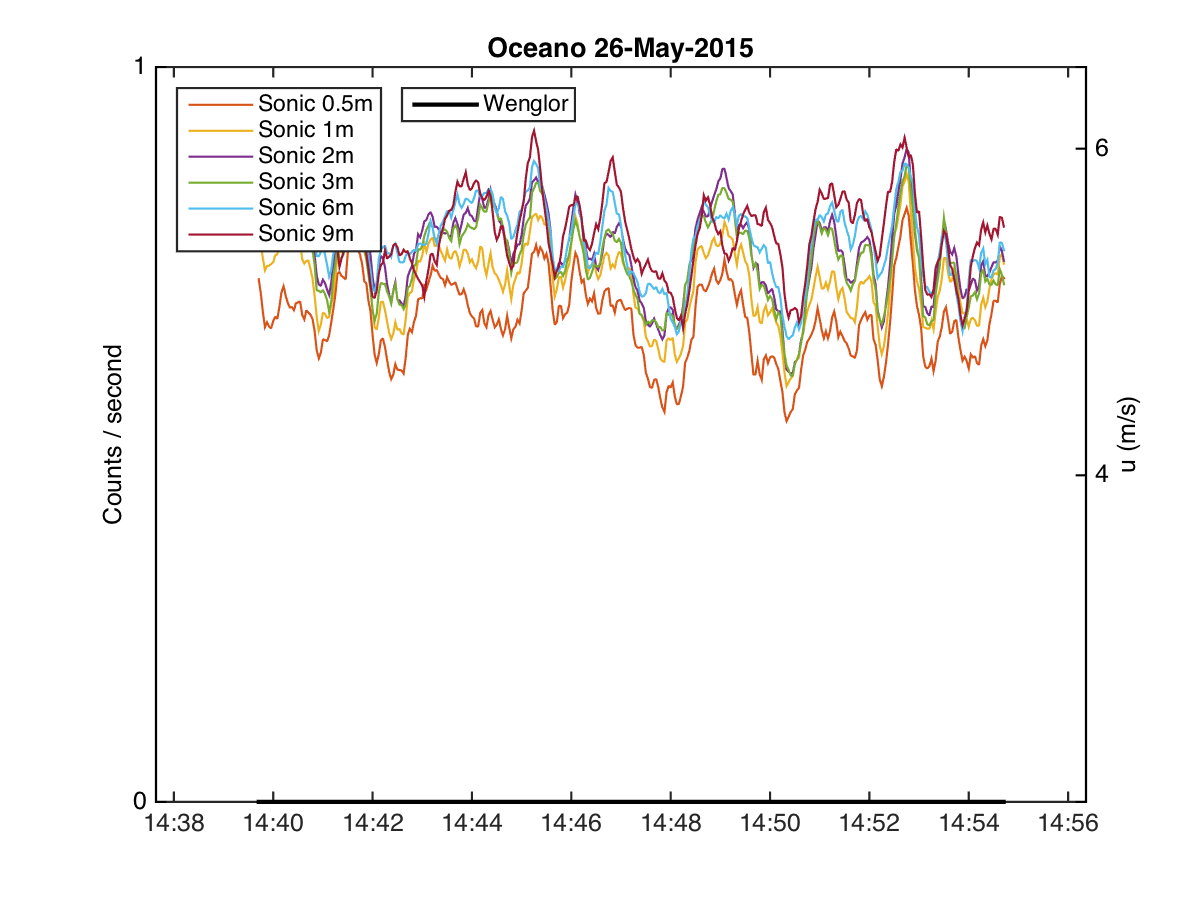 Oceano 26-May-2015
1
Sonic 0.5m
Sonic 1m
Sonic 2m
Sonic 3m
Sonic 6m
Sonic 9m
Wenglor
6
4
Counts / second
u (m/s)
0
14:38 14:40 14:42 14:44 14:46 14:48 14:50 14:52 14:54 14:56